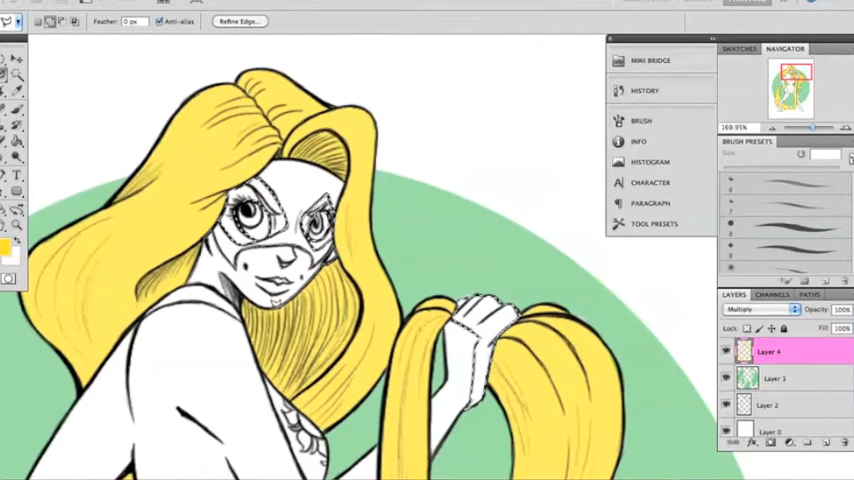 Feather: 0 px Anti-alias Refine Edge...
MINI BRIDGE
HISTORY
BRUSH
INFO
HISTOGRAM
CHARACTER
PARAGRAPH
TOOL PRESETS
SWATCHES NAVIGATOR
169.95%
BRUSH PRESETS
Size:
LAYERS CHANNELS PATHS
Multiply Opacity: 100%
Lock: Fill: 100%
Layer 4
Layer 3
Layer 2
Layer 0